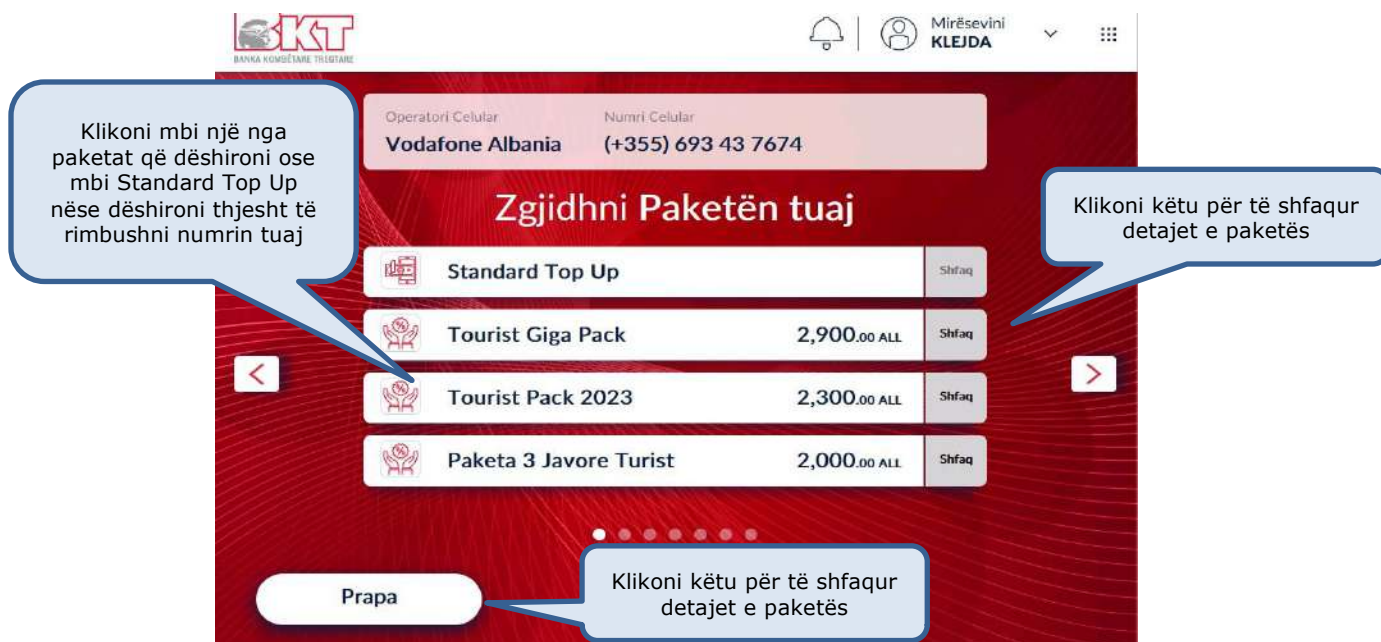 BKT
BANKA KOMBËTARE TREGTARE
Mirësevini
KLEJDA
Klikoni mbi një nga
paketat që dëshironi ose
mbi Standard Top Up
nëse dëshironi thjesht të
rimbushni numrin tuaj
Operatori Celular
Numri Celular
Vodafone Albania
(+355) 693 43 7674
Zgjidhni Paketën tuaj
Klikoni këtu për të shfaqur
detajet e paketës
Standard Top Up
Shfaq
Tourist Giga Pack
2,900.00 ALL
Shfaq
Tourist Pack 2023
2,300.00 ALL
Shfaq
Paketa 3 Javore Turist
2,000.00 ALL
Shfaq
Prapa
Klikoni këtu për të shfaqur
detajet e paketës